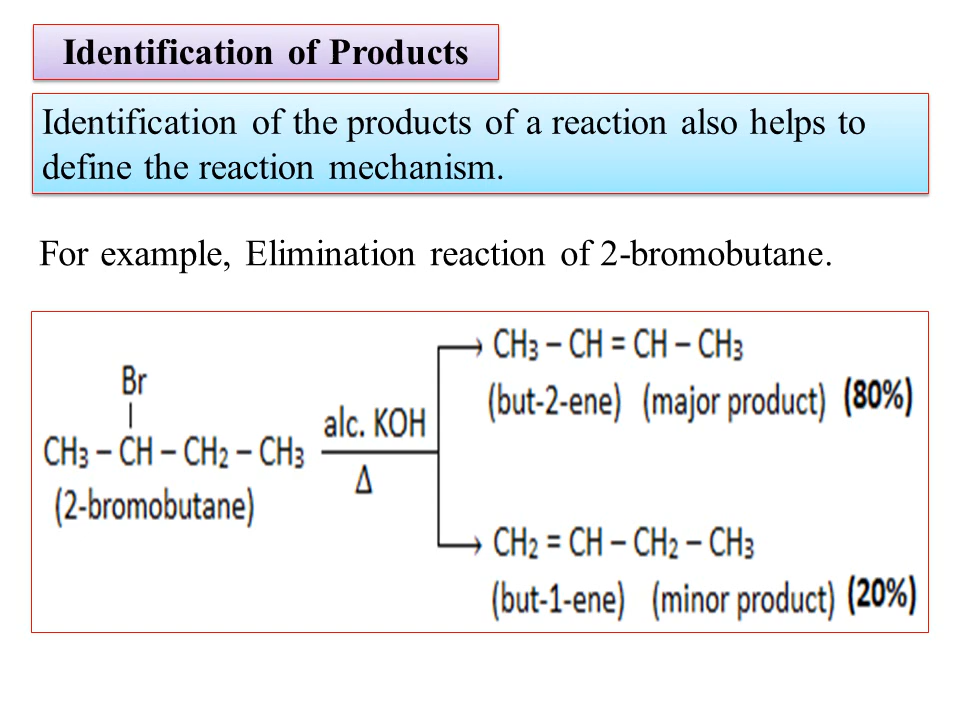 Identification of Products
Identification of the products of a reaction also helps to
define the reaction mechanism.
For example, Elimination reaction of 2-bromobutane.
Br
CH₃ – CH – CH₂ – CH₃
(2-bromobutane)
alc. KOH
Δ
CH₃ – CH = CH – CH₃
(but-2-ene) (major product) (80%)
CH₂ = CH – CH₂ – CH₃
(but-1-ene) (minor product) (20%)